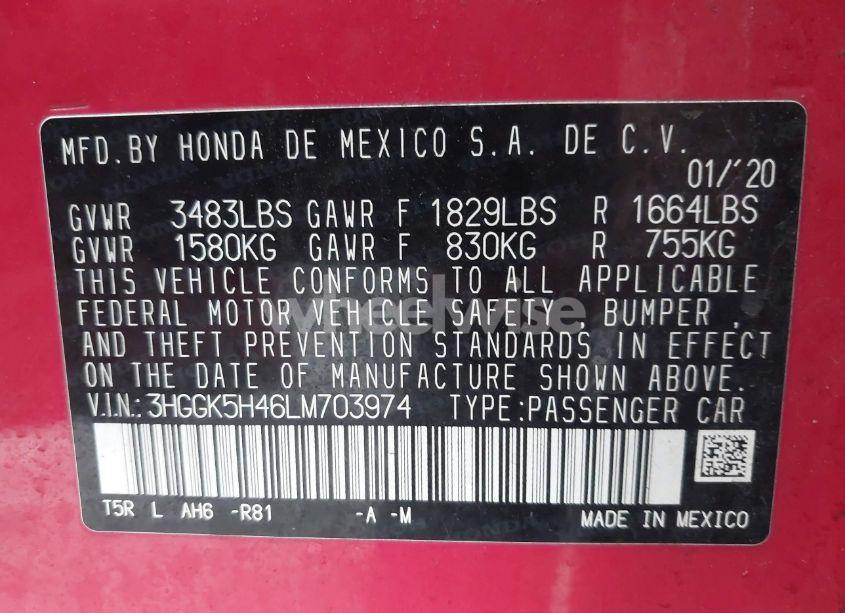 MFD.BY HONDA DE MEXICO S.A. DE C.V.
01/'20
GVWR 3483LBS GAWR F 1829LBS R 1664LBS
GVWR 1580KG GAWR F 830KG R 755KG
THIS VEHICLE CONFORMS TO ALL APPLICABLE
FEDERAL MOTOR VEHICLE SAFETY, BUMPER,
AND THEFT PREVENTION STANDARDS IN EFFECT
ON THE DATE OF MANUFACTURE SHOWN ABOVE.
V.I.N.:3HGGK5H46LM703974 TYPE:PASSENGER CAR
T5R L AH6 -R81 -A -M MADE IN MEXICO
wheelwise